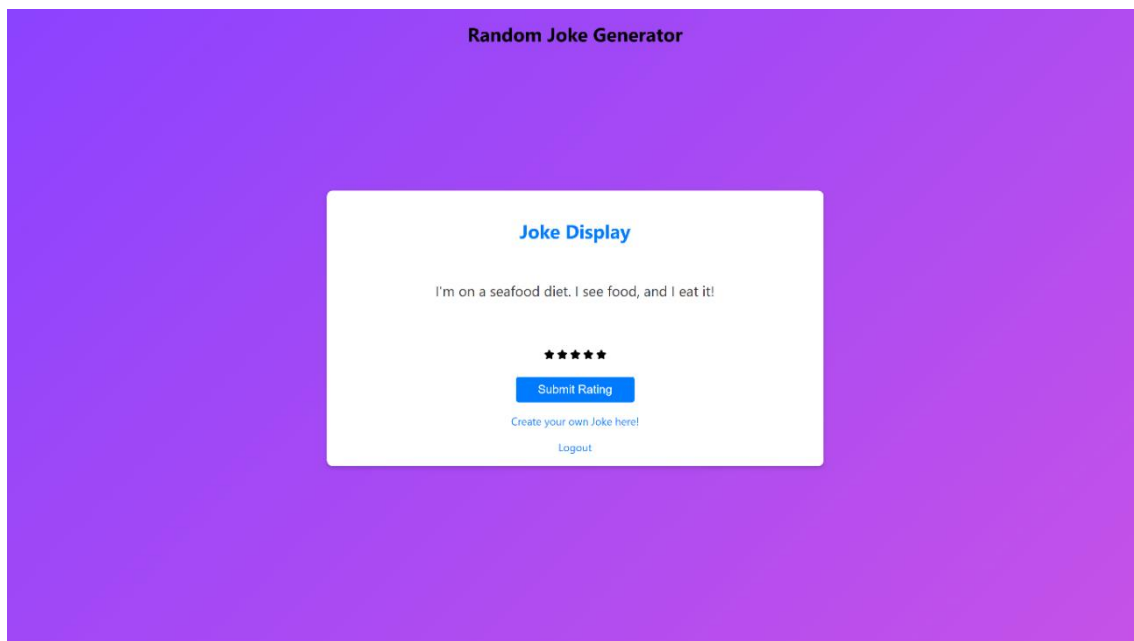 Random Joke Generator
Joke Display
I'm on a seafood diet. I see food, and I eat it!
Submit Rating
Create your own Joke here!
Logout